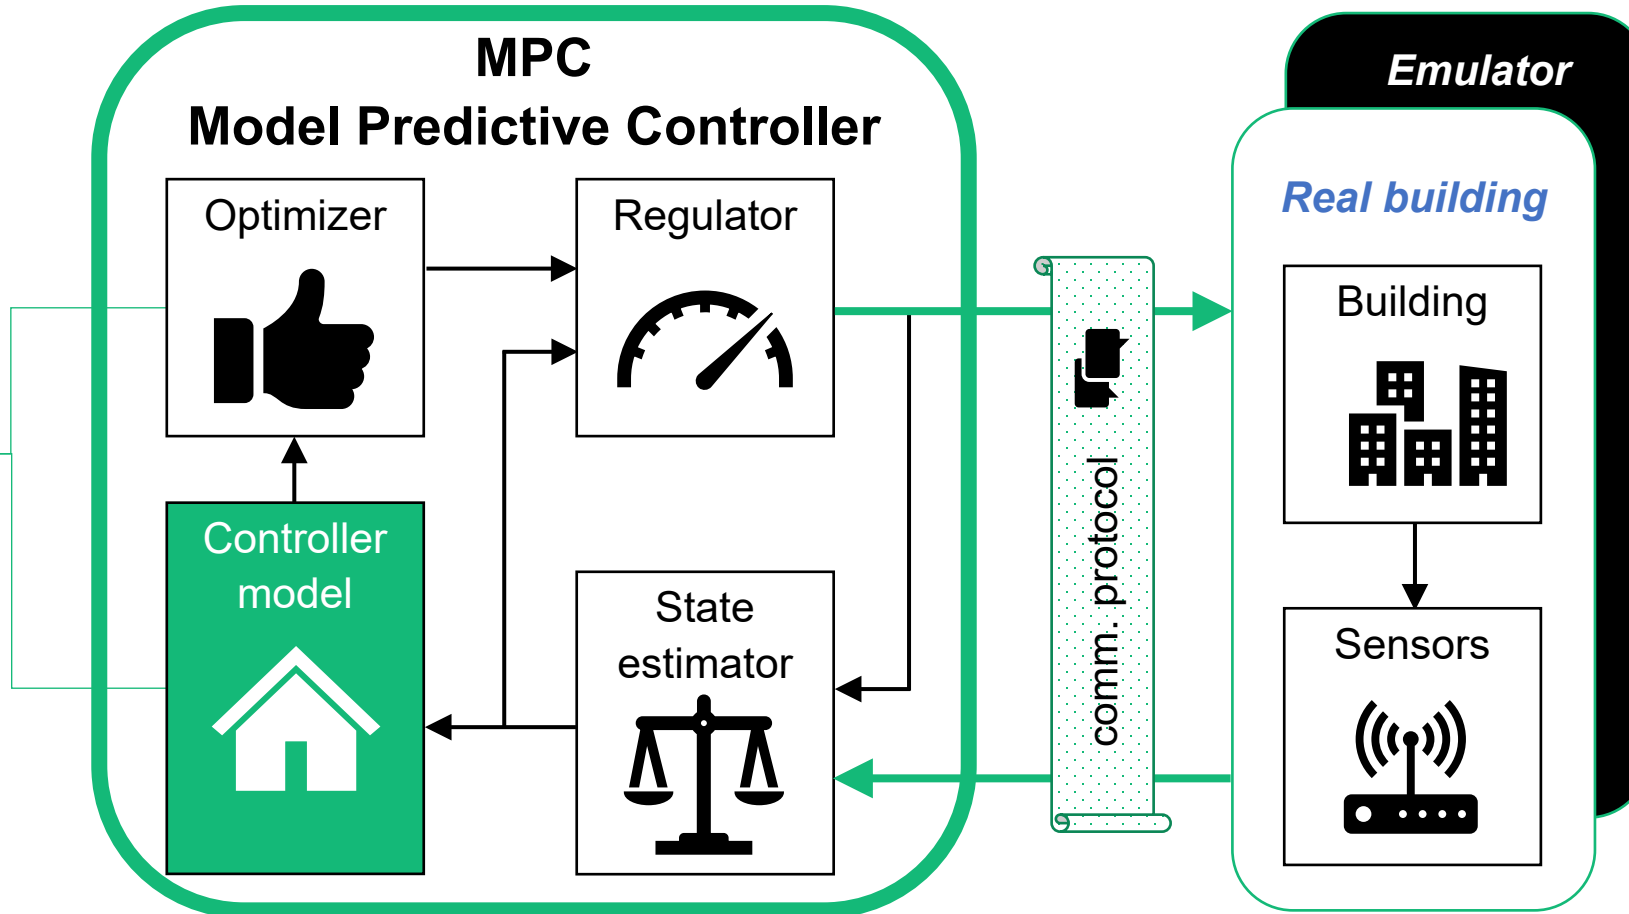 MPC
Model Predictive Controller
Optimizer
Regulator
Controller
model
State
estimator
comm. protocol
Emulator
Real building
Building
Sensors